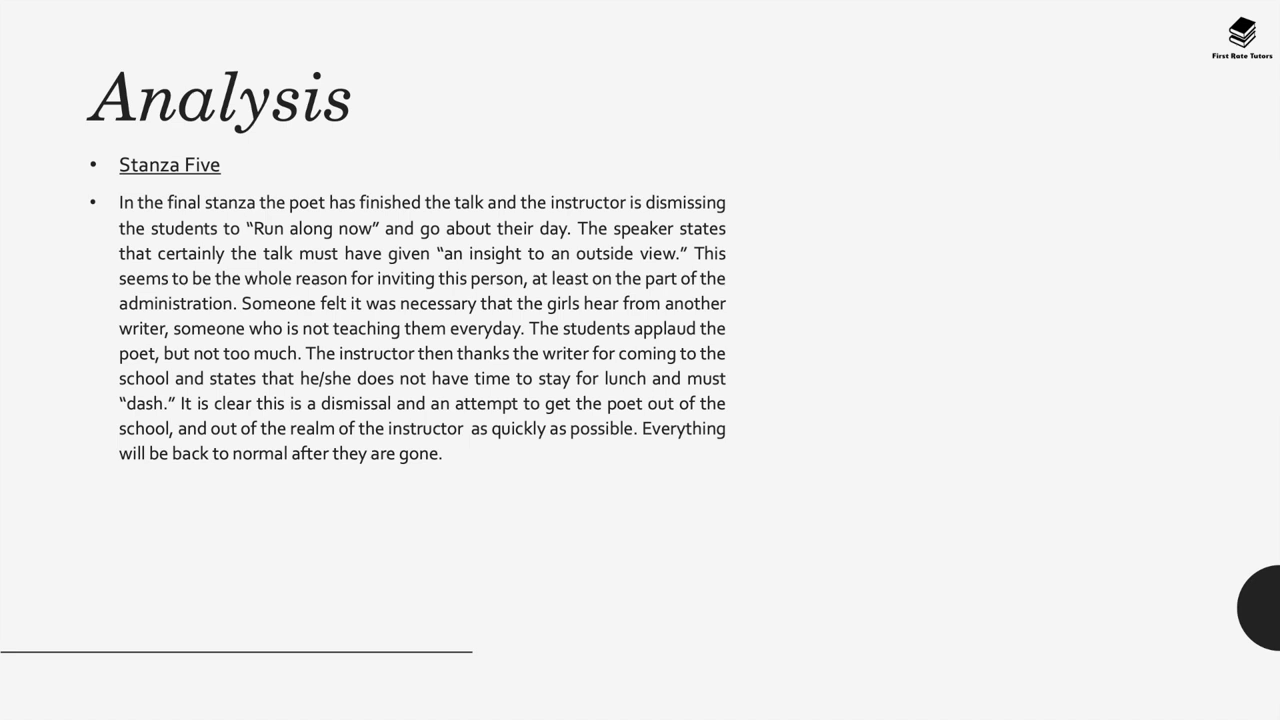 First Rate Tutors
Analysis
• Stanza Five
• In the final stanza the poet has finished the talk and the instructor is dismissing
the students to “Run along now” and go about their day. The speaker states
that certainly the talk must have given “an insight to an outside view.” This
seems to be the whole reason for inviting this person, at least on the part of the
administration. Someone felt it was necessary that the girls hear from another
writer, someone who is not teaching them everyday. The students applaud the
poet, but not too much. The instructor then thanks the writer for coming to the
school and states that he/she does not have time to stay for lunch and must
“dash.” It is clear this is a dismissal and an attempt to get the poet out of the
school, and out of the realm of the instructor  as quickly as possible. Everything
will be back to normal after they are gone.